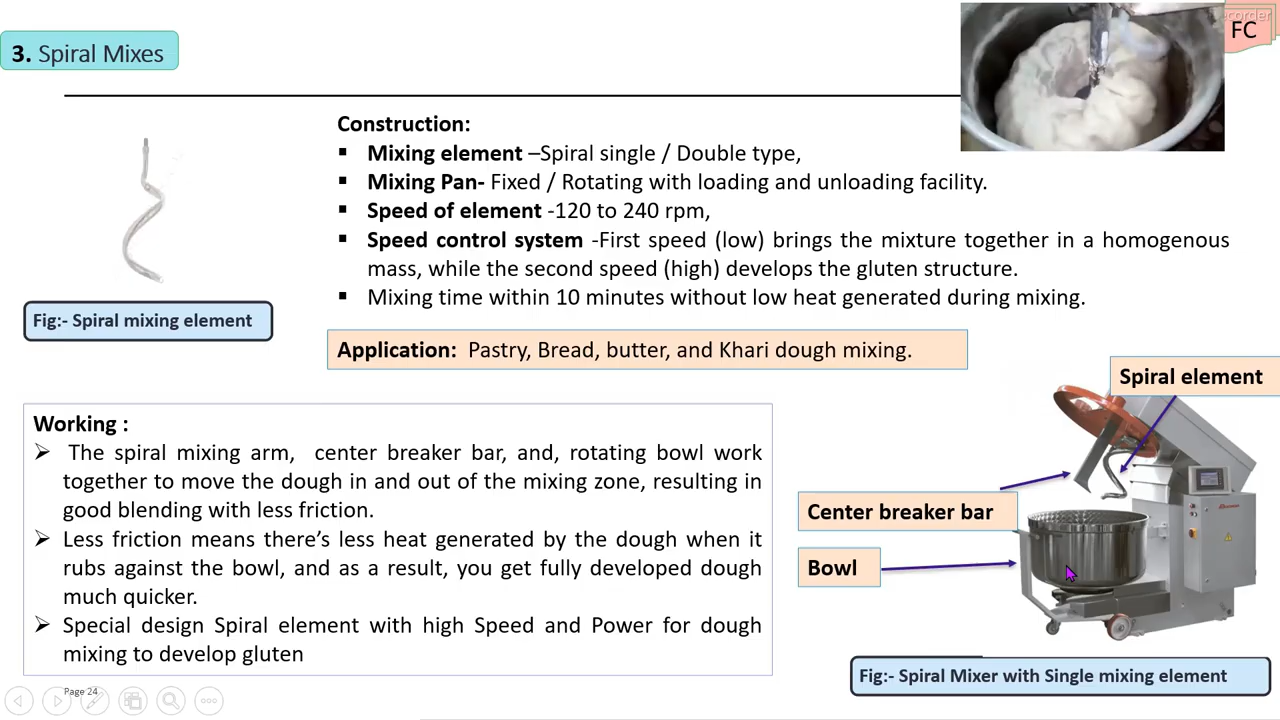 ecorder
FC
3. Spiral Mixes
Construction:
▪ Mixing element –Spiral single / Double type,
▪ Mixing Pan- Fixed / Rotating with loading and unloading facility.
▪ Speed of element -120 to 240 rpm,
▪ Speed control system -First speed (low) brings the mixture together in a homogenous
mass, while the second speed (high) develops the gluten structure.
▪ Mixing time within 10 minutes without low heat generated during mixing.
Fig:- Spiral mixing element
Application: Pastry, Bread, butter, and Khari dough mixing.
Spiral element
Working :
➢ The spiral mixing arm, center breaker bar, and, rotating bowl work
together to move the dough in and out of the mixing zone, resulting in
good blending with less friction.
➢ Less friction means there’s less heat generated by the dough when it
rubs against the bowl, and as a result, you get fully developed dough
much quicker.
➢ Special design Spiral element with high Speed and Power for dough
mixing to develop gluten
Center breaker bar
Bowl
Fig:- Spiral Mixer with Single mixing element
Page 24